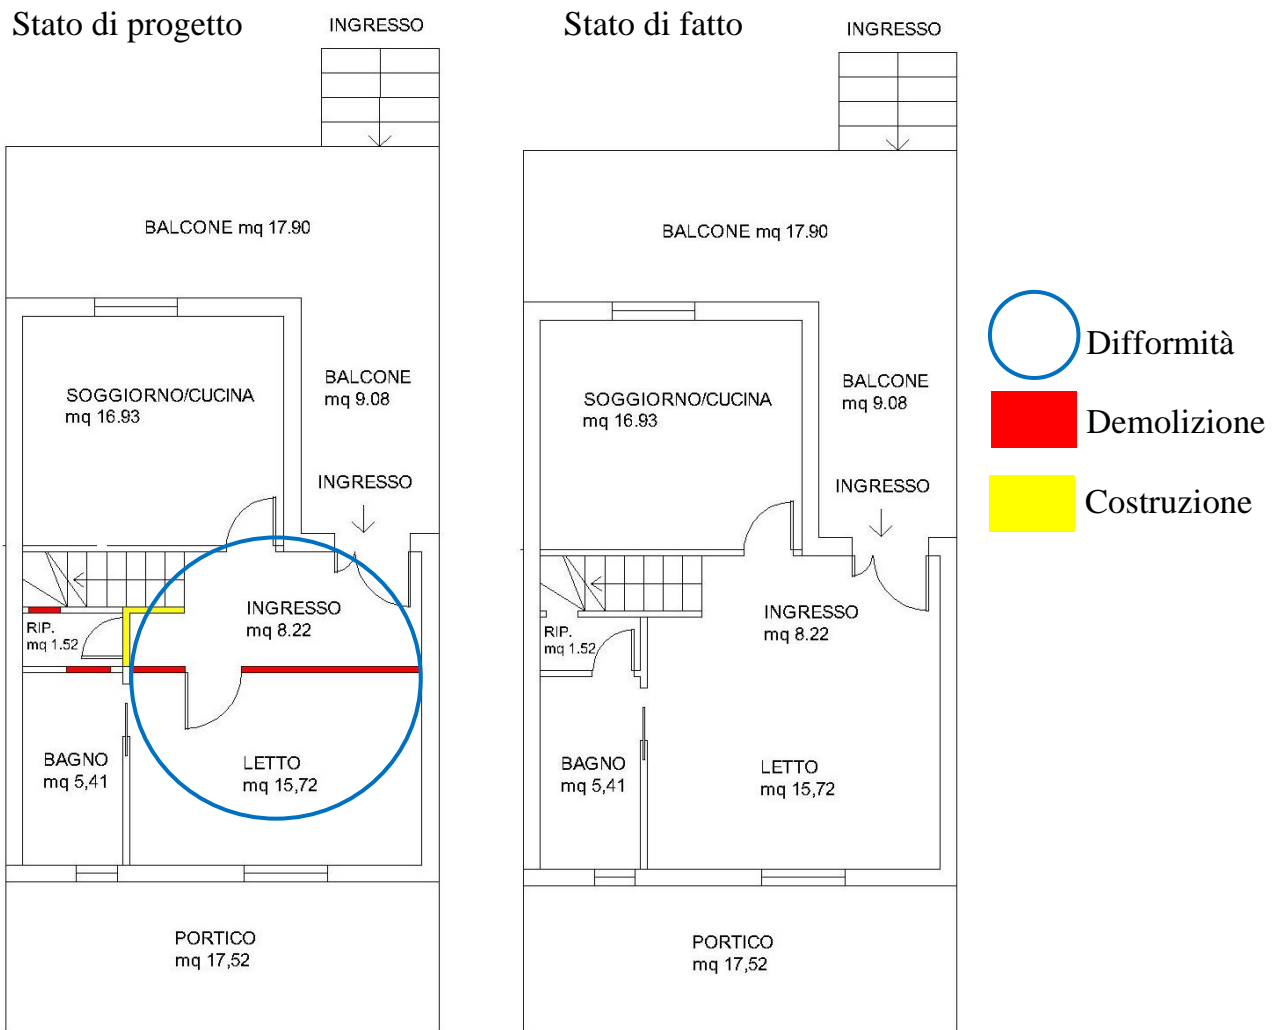 Stato di progetto
INGRESSO
BALCONE mq 17.90
SOGGIORNO/CUCINA
mq 16.93
BALCONE
mq 9.08
INGRESSO
INGRESSO
mq 8.22
RIP.
mq 1.52
BAGNO
mq 5,41
LETTO
mq 15,72
PORTICO
mq 17,52
Stato di fatto
INGRESSO
BALCONE mq 17.90
SOGGIORNO/CUCINA
mq 16.93
BALCONE
mq 9.08
INGRESSO
INGRESSO
mq 8.22
RIP.
mq 1.52
BAGNO
mq 5,41
LETTO
mq 15,72
PORTICO
mq 17,52
Difformità
Demolizione
Costruzione